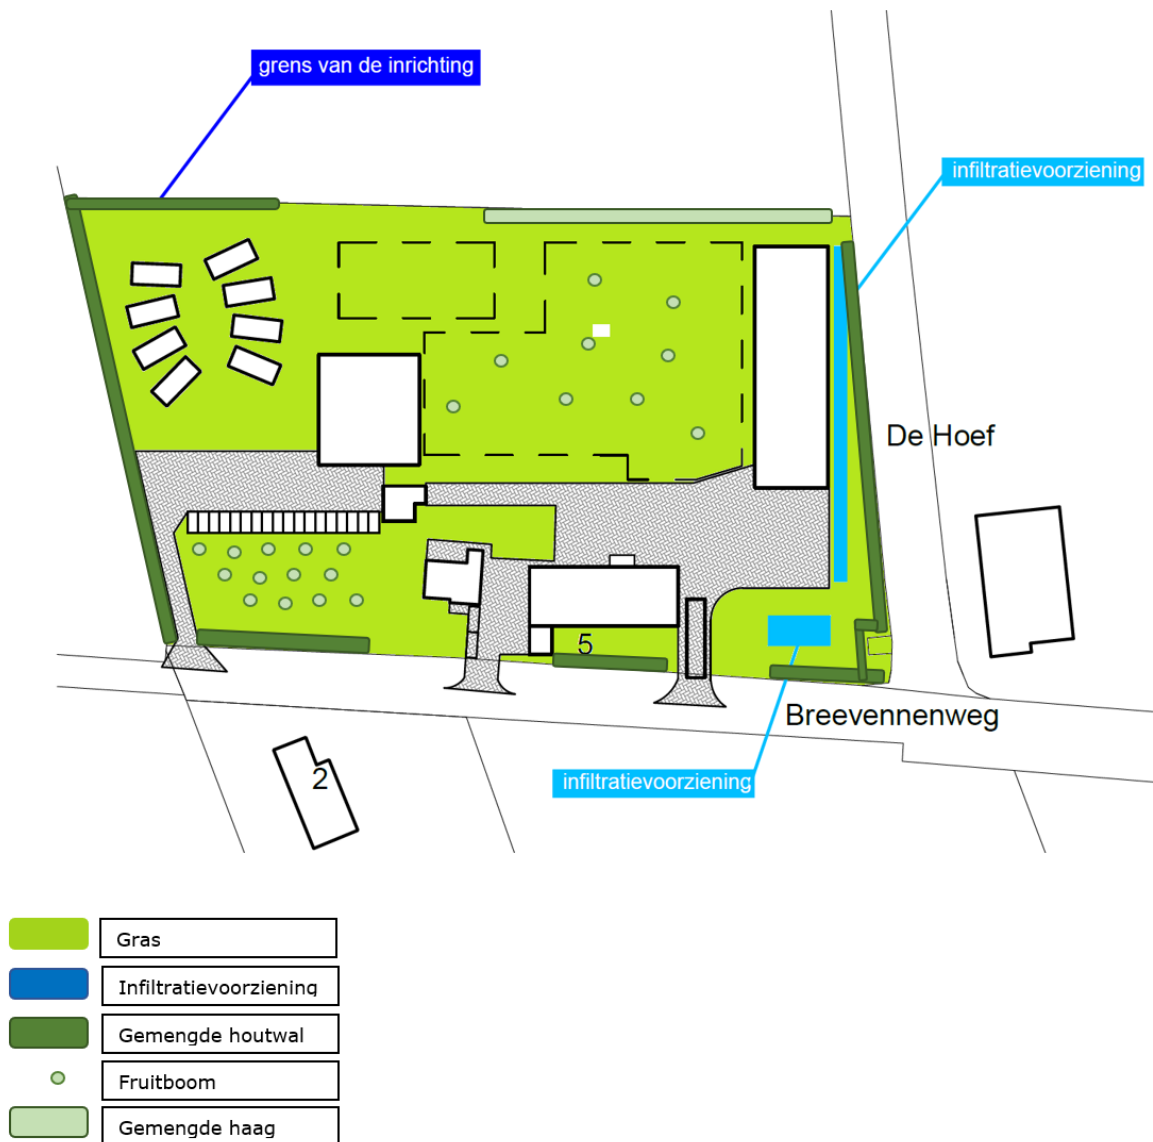 grens van de inrichting
infiltratievoorziening
De Hoef
5
Breevennenweg
2
infiltratievoorziening
Gras
Infiltratievoorziening
Gemengde houtwal
Fruitboom
Gemengde haag